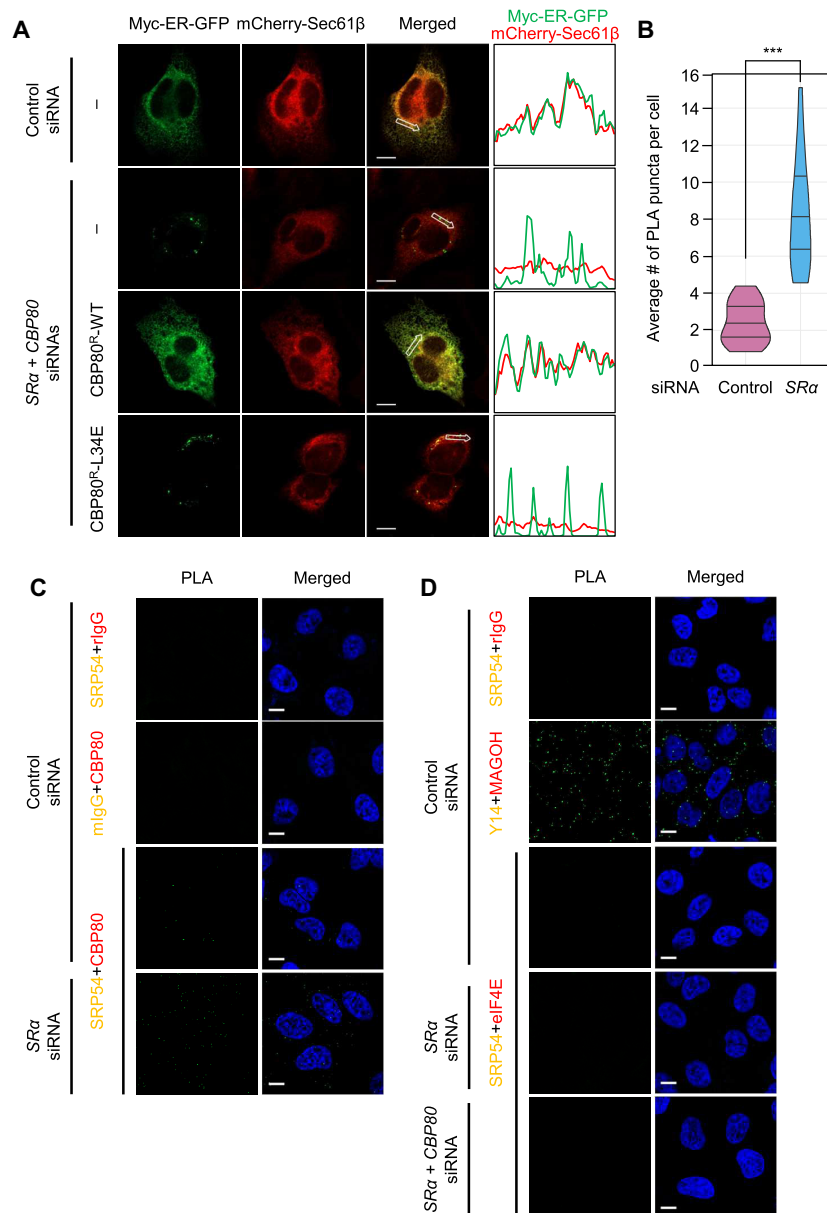 A
Myc-ER-GFP
mCherry-Sec61β
Merged
Myc-ER-GFP
mCherry-Sec61β
Control
siRNA
–
SRα + CBP80
siRNAs
–
CBP80ᴿ-WT
CBP80ᴿ-L34E
B
***
Average # of PLA puncta per cell
16
14
12
10
8
6
4
2
0
siRNA
Control
SRα
C
PLA
Merged
Control
siRNA
SRP54+rIgG
mIgG+CBP80
SRP54+CBP80
SRα
siRNA
D
PLA
Merged
Control
siRNA
SRP54+rIgG
Y14+MAGOH
SRP54+eIF4E
SRα
siRNA
SRα + CBP80
siRNA